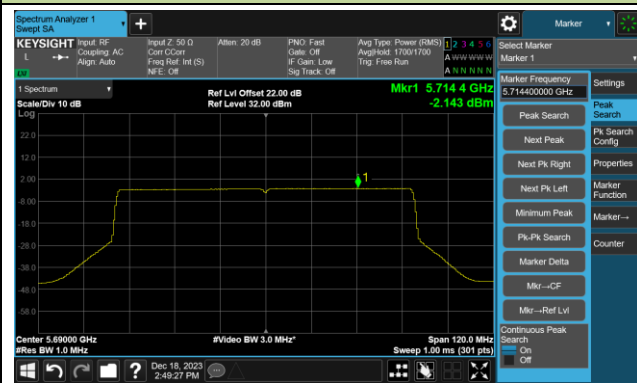 Spectrum Analyzer 1
Swept SA
+
Marker
KEYSIGHT
L
Input: RF
Coupling: AC
Align: Auto
Input Z: 50 Ω
Corr CCorr
Freq Ref: Int (S)
NFE: Off
Atten: 20 dB
PNO: Fast
Gate: Off
IF Gain: Low
Sig Track: Off
Avg Type: Power (RMS)
Avg|Hold: 1700/1700
Trig: Free Run
1 2 3 4 5 6
A W W W W W
A N N N N N
Select Marker
Marker 1
1 Spectrum
Scale/Div 10 dB
Log
Ref Lvl Offset 22.00 dB
Ref Level 32.00 dBm
Mkr1 5.714 4 GHz
-2.143 dBm
22.0
12.0
2.00
-8.00
-18.0
-28.0
-38.0
-48.0
-58.0
1
Center 5.69000 GHz
#Res BW 1.0 MHz
#Video BW 3.0 MHz*
Span 120.0 MHz
Sweep 1.00 ms (301 pts)
Marker Frequency
5.714400000 GHz
Peak Search
Next Peak
Next Pk Right
Next Pk Left
Minimum Peak
Pk-Pk Search
Marker Delta
Mkr→CF
Mkr→Ref Lvl
Continuous Peak
Search
On
Off
Settings
Peak
Search
Pk Search
Config
Properties
Marker
Function
Marker→
Counter
?
Dec 18, 2023
2:49:27 PM